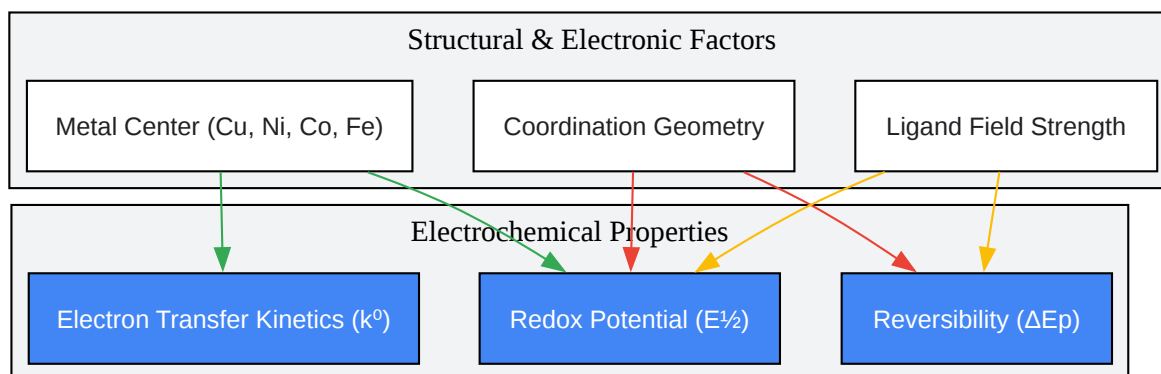 Structural & Electronic Factors
Metal Center (Cu, Ni, Co, Fe)
Coordination Geometry
Ligand Field Strength
Electrochemical Properties
Electron Transfer Kinetics (k⁰)
Redox Potential (E½)
Reversibility (ΔEp)